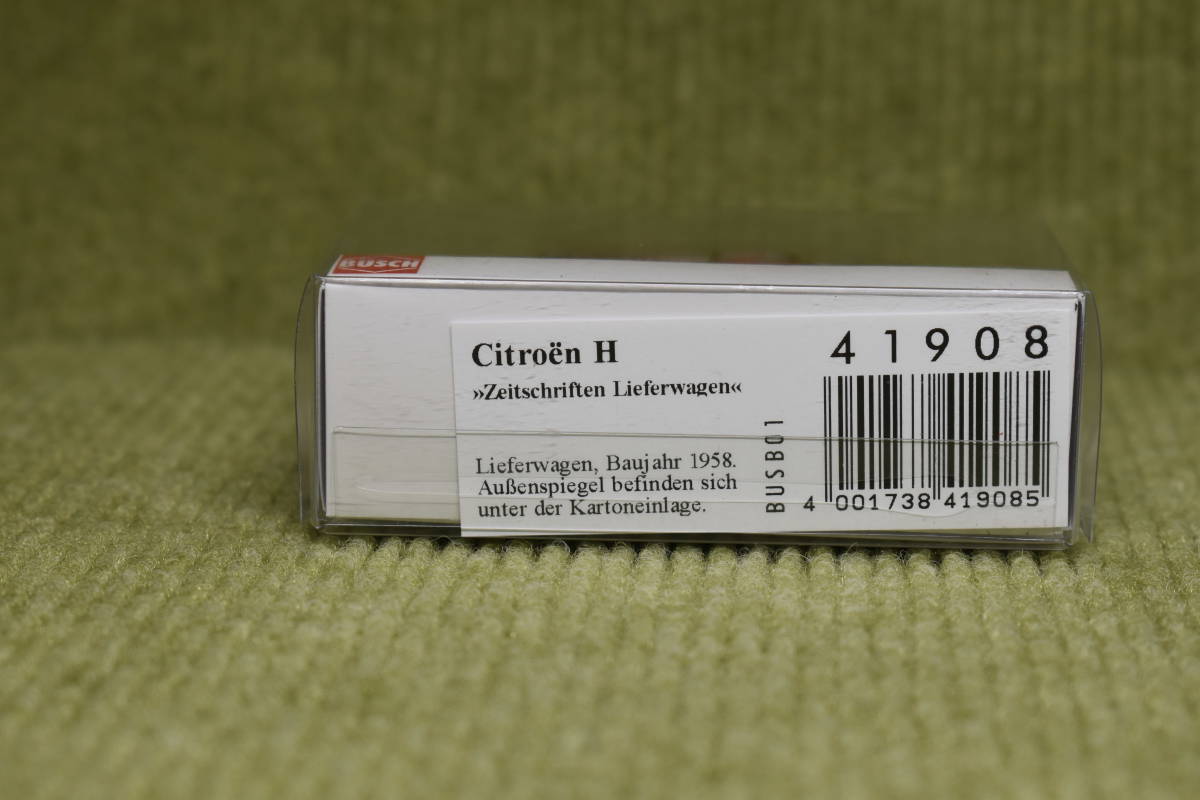 BUSCH
Citroën H
»Zeitschriften Lieferwagen«
Lieferwagen, Baujahr 1958.
Außenspiegel befinden sich
unter der Kartoneinlage.
BUSB01
41908
4 001738 419085